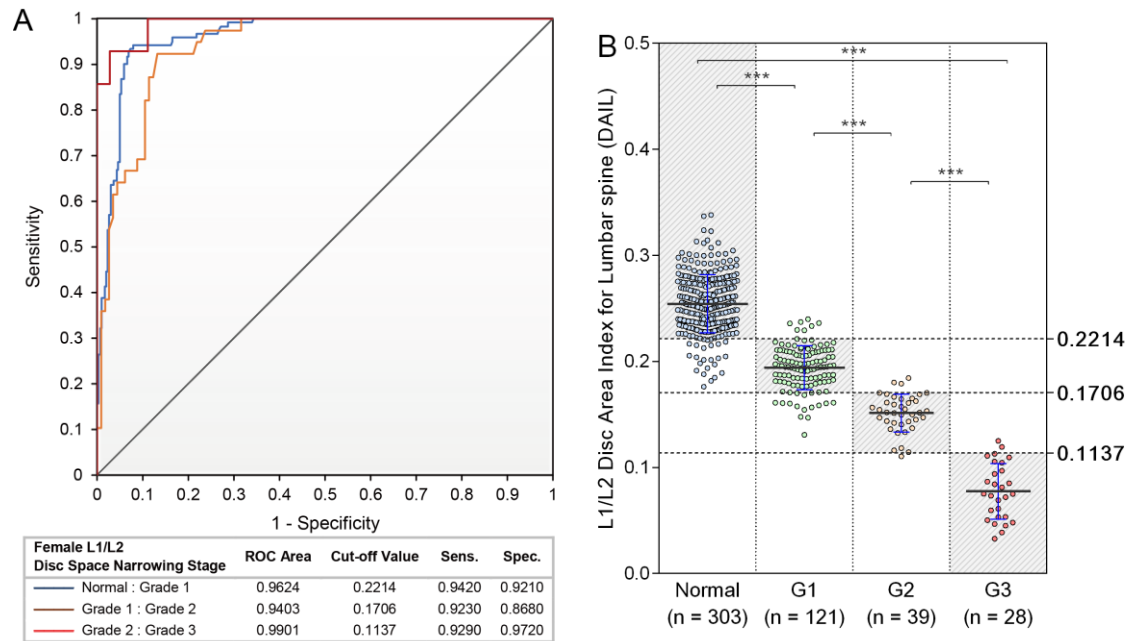 A
Sensitivity
1
0.9
0.8
0.7
0.6
0.5
0.4
0.3
0.2
0.1
0
0 0.1 0.2 0.3 0.4 0.5 0.6 0.7 0.8 0.9 1
1 - Specificity
Female L1/L2
Disc Space Narrowing Stage ROC Area Cut-off Value Sens. Spec.
Normal : Grade 1 0.9624 0.2214 0.9420 0.9210
Grade 1 : Grade 2 0.9403 0.1706 0.9230 0.8680
Grade 2 : Grade 3 0.9901 0.1137 0.9290 0.9720
B
L1/L2 Disc Area Index for Lumbar spine (DAIL)
0.5
0.4
0.3
0.2
0.1
0.0
***
***
***
***
0.2214
0.1706
0.1137
Normal G1 G2 G3
(n = 303) (n = 121) (n = 39) (n = 28)